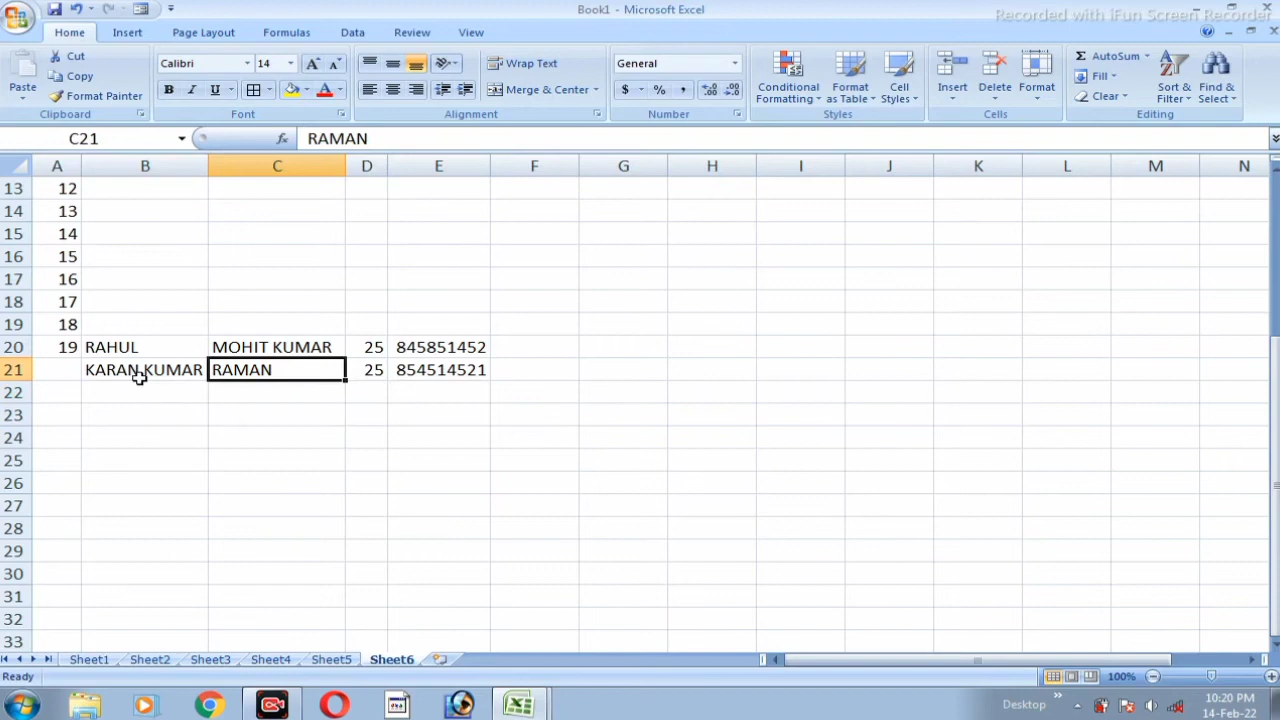 Book1 - Microsoft Excel
Recorded with iFun Screen Recorder
Home Insert Page Layout Formulas Data Review View
Paste
Cut
Copy
Format Painter
Clipboard
Calibri 14
B I U
Font
Wrap Text
Merge & Center
Alignment
General
$ % ,
Number
Conditional Formatting
Format as Table
Cell Styles
Styles
Insert Delete Format
Cells
Σ AutoSum
Fill
Clear
Sort & Filter
Find & Select
Editing
C21 fx RAMAN
A B C D E F G H I J K L M N
13 12
14 13
15 14
16 15
17 16
18 17
19 18
20 19 RAHUL MOHIT KUMAR 25 845851452
21 KARAN KUMAR RAMAN 25 854514521
22
23
24
25
26
27
28
29
30
31
32
33
Sheet1 Sheet2 Sheet3 Sheet4 Sheet5 Sheet6
Ready 100%
Desktop
10:20 PM
14-Feb-22